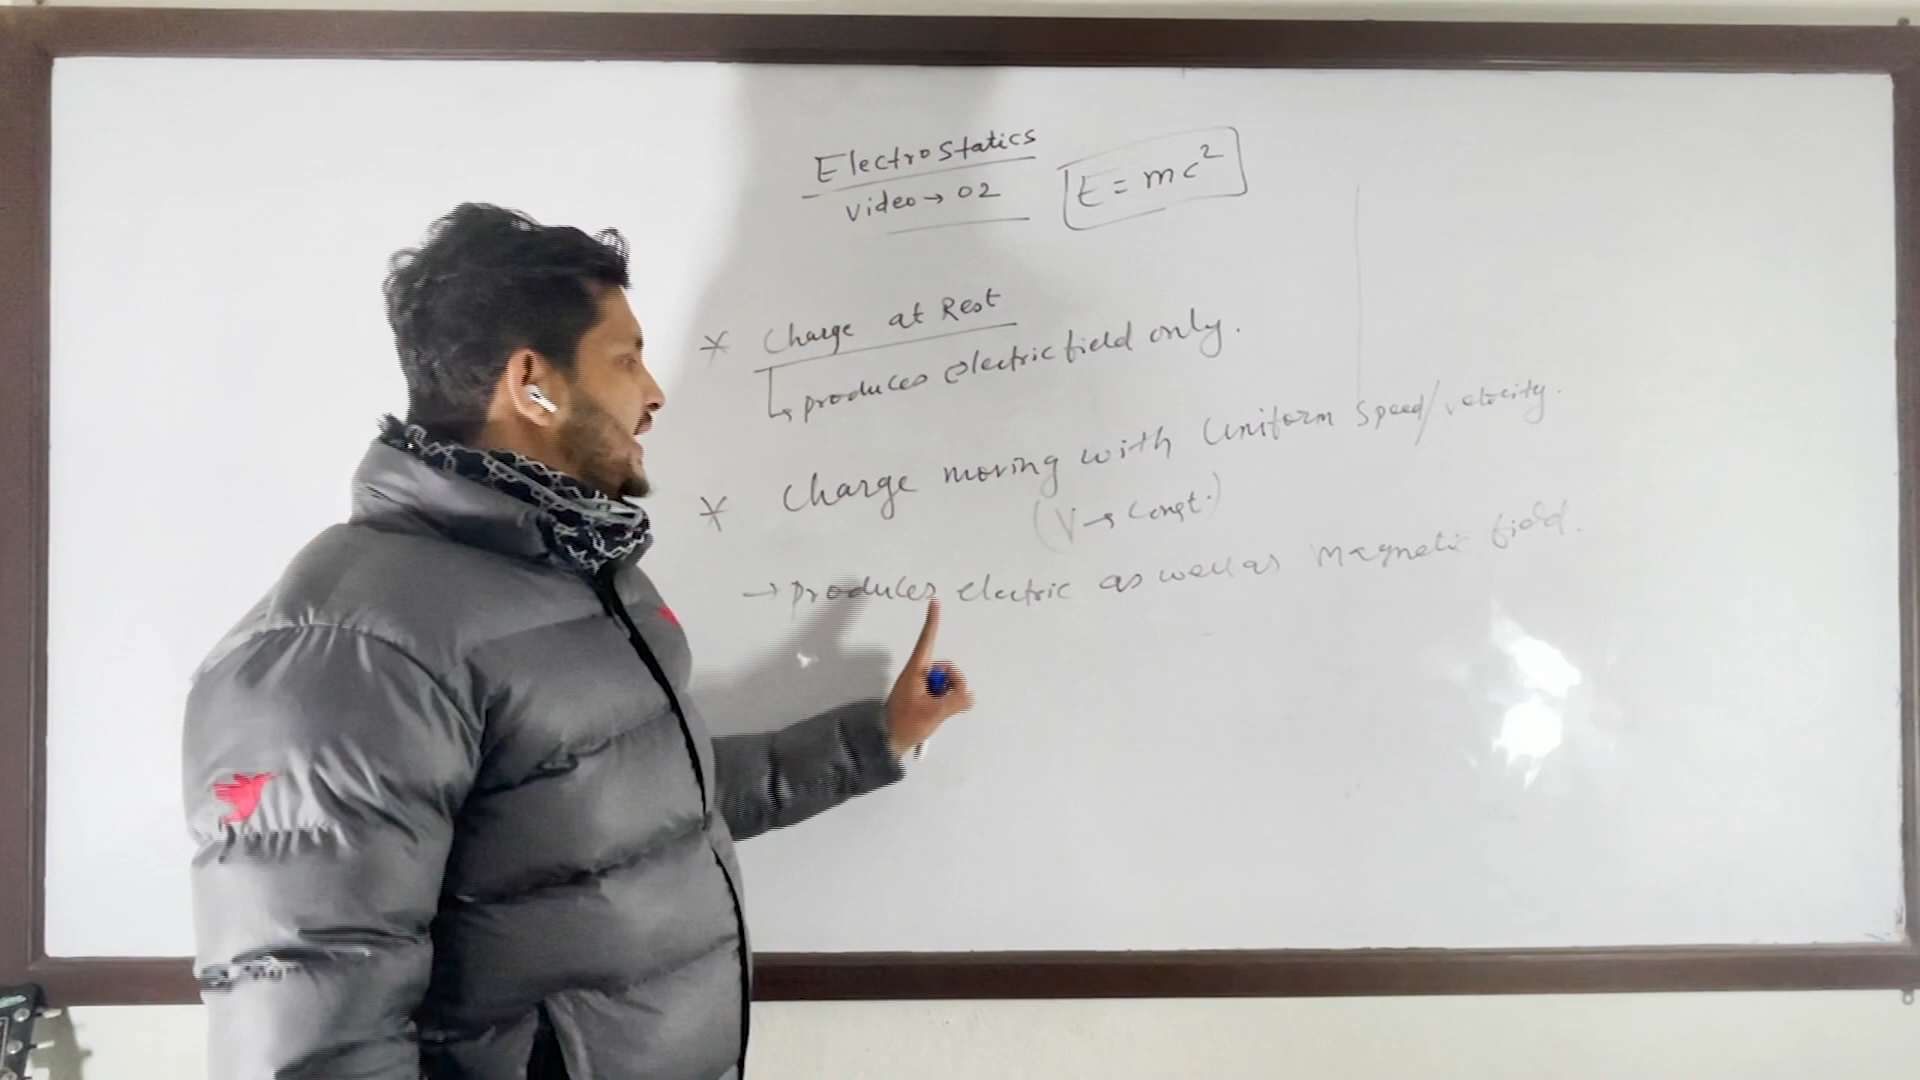 Electrostatics
Video → 02
E = mc²
* Charge at Rest
↳ produces electric field only.
* Charge moving with Uniform Speed/velocity.
(V → Const.)
→ Produces electric as well as Magnetic field.